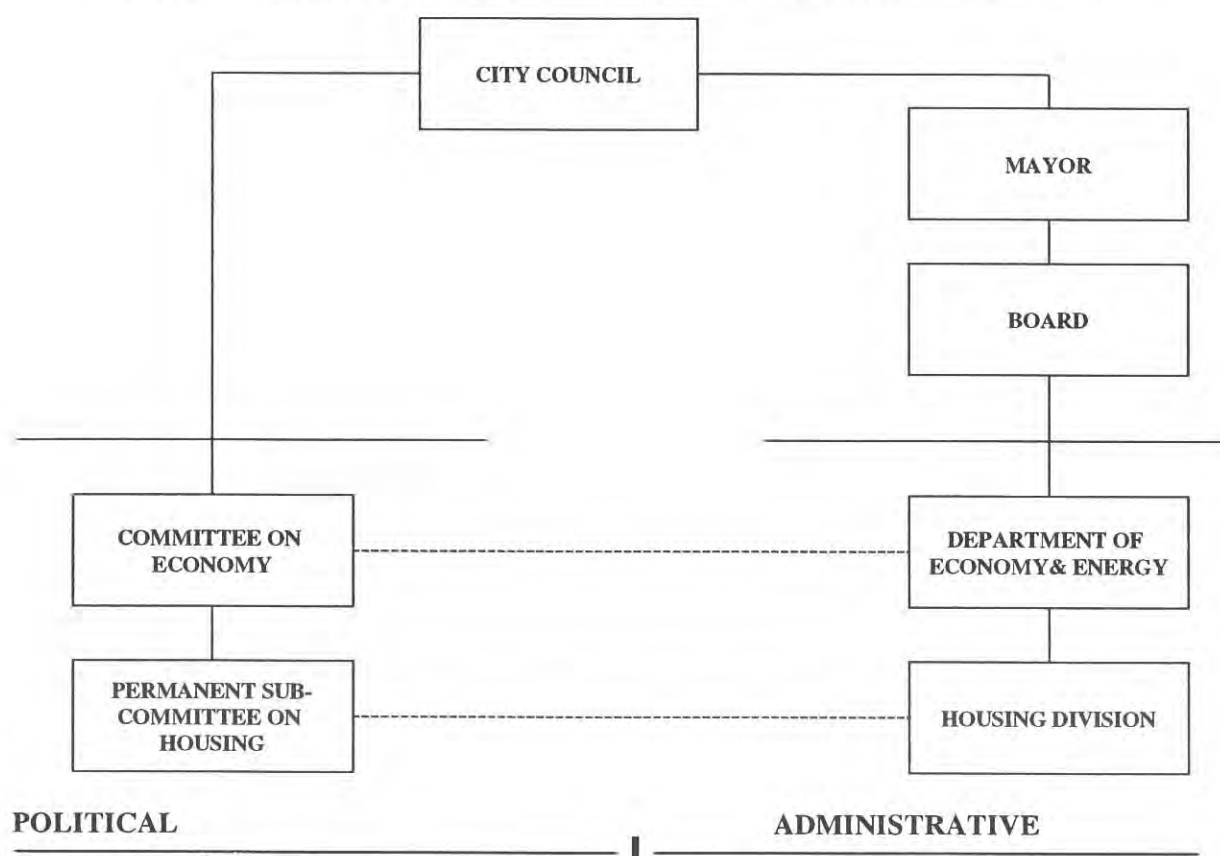 CITY COUNCIL
MAYOR
BOARD
COMMITTEE ON
ECONOMY
DEPARTMENT OF
ECONOMY& ENERGY
PERMANENT SUB-
COMMITTEE ON
HOUSING
HOUSING DIVISION
POLITICAL
ADMINISTRATIVE